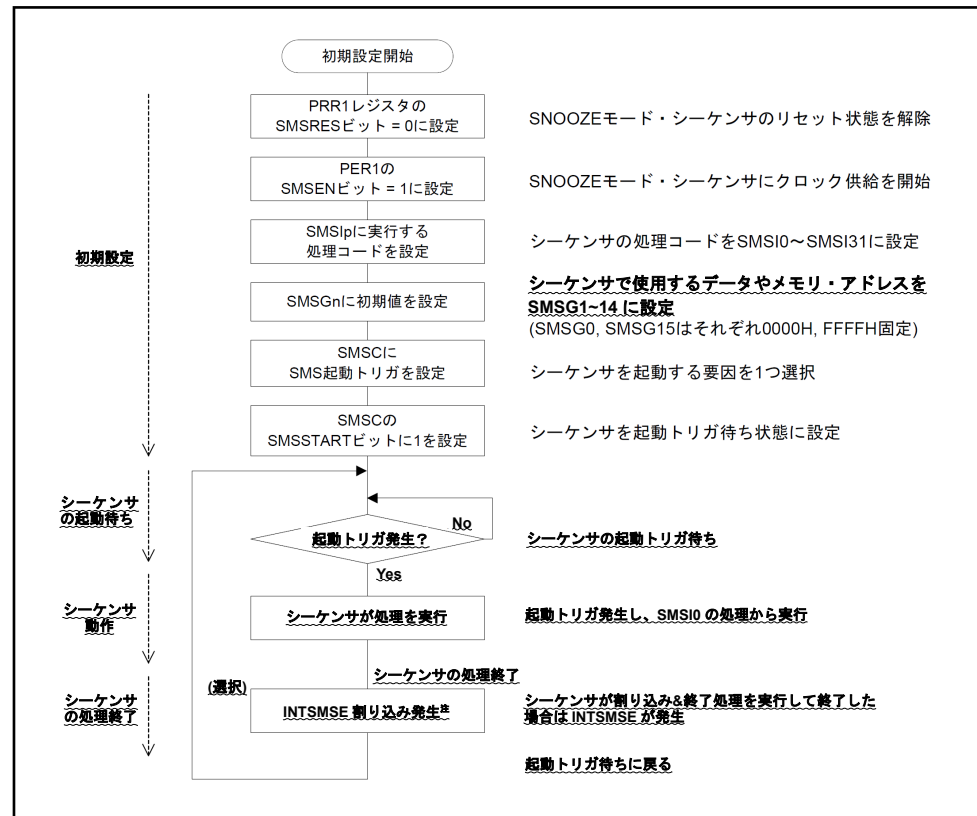 初期設定開始
PRR1レジスタの
SMSRESビット = 0に設定
SNOOZEモード・シーケンサのリセット状態を解除
PER1の
SMSENビット = 1に設定
SNOOZEモード・シーケンサにクロック供給を開始
SMSIpに実行する
処理コードを設定
シーケンサの処理コードをSMSI0～SMSI31に設定
初期設定
SMSGnに初期値を設定
シーケンサで使用するデータやメモリ・アドレスを
SMSG1~14 に設定
(SMSG0, SMSG15はそれぞれ0000H, FFFFH固定)
SMSCに
SMS起動トリガを設定
シーケンサを起動する要因を1つ選択
SMSCの
SMSSTARTビットに1を設定
シーケンサを起動トリガ待ち状態に設定
シーケンサ
の起動待ち
No
起動トリガ発生？
シーケンサの起動トリガ待ち
Yes
シーケンサ
動作
シーケンサが処理を実行
起動トリガ発生し、SMSI0 の処理から実行
シーケンサの処理終了
(選択)
シーケンサ
の処理終了
INTSMSE 割り込み発生注
シーケンサが割り込み&終了処理を実行して終了した
場合は INTSMSE が発生
起動トリガ待ちに戻る